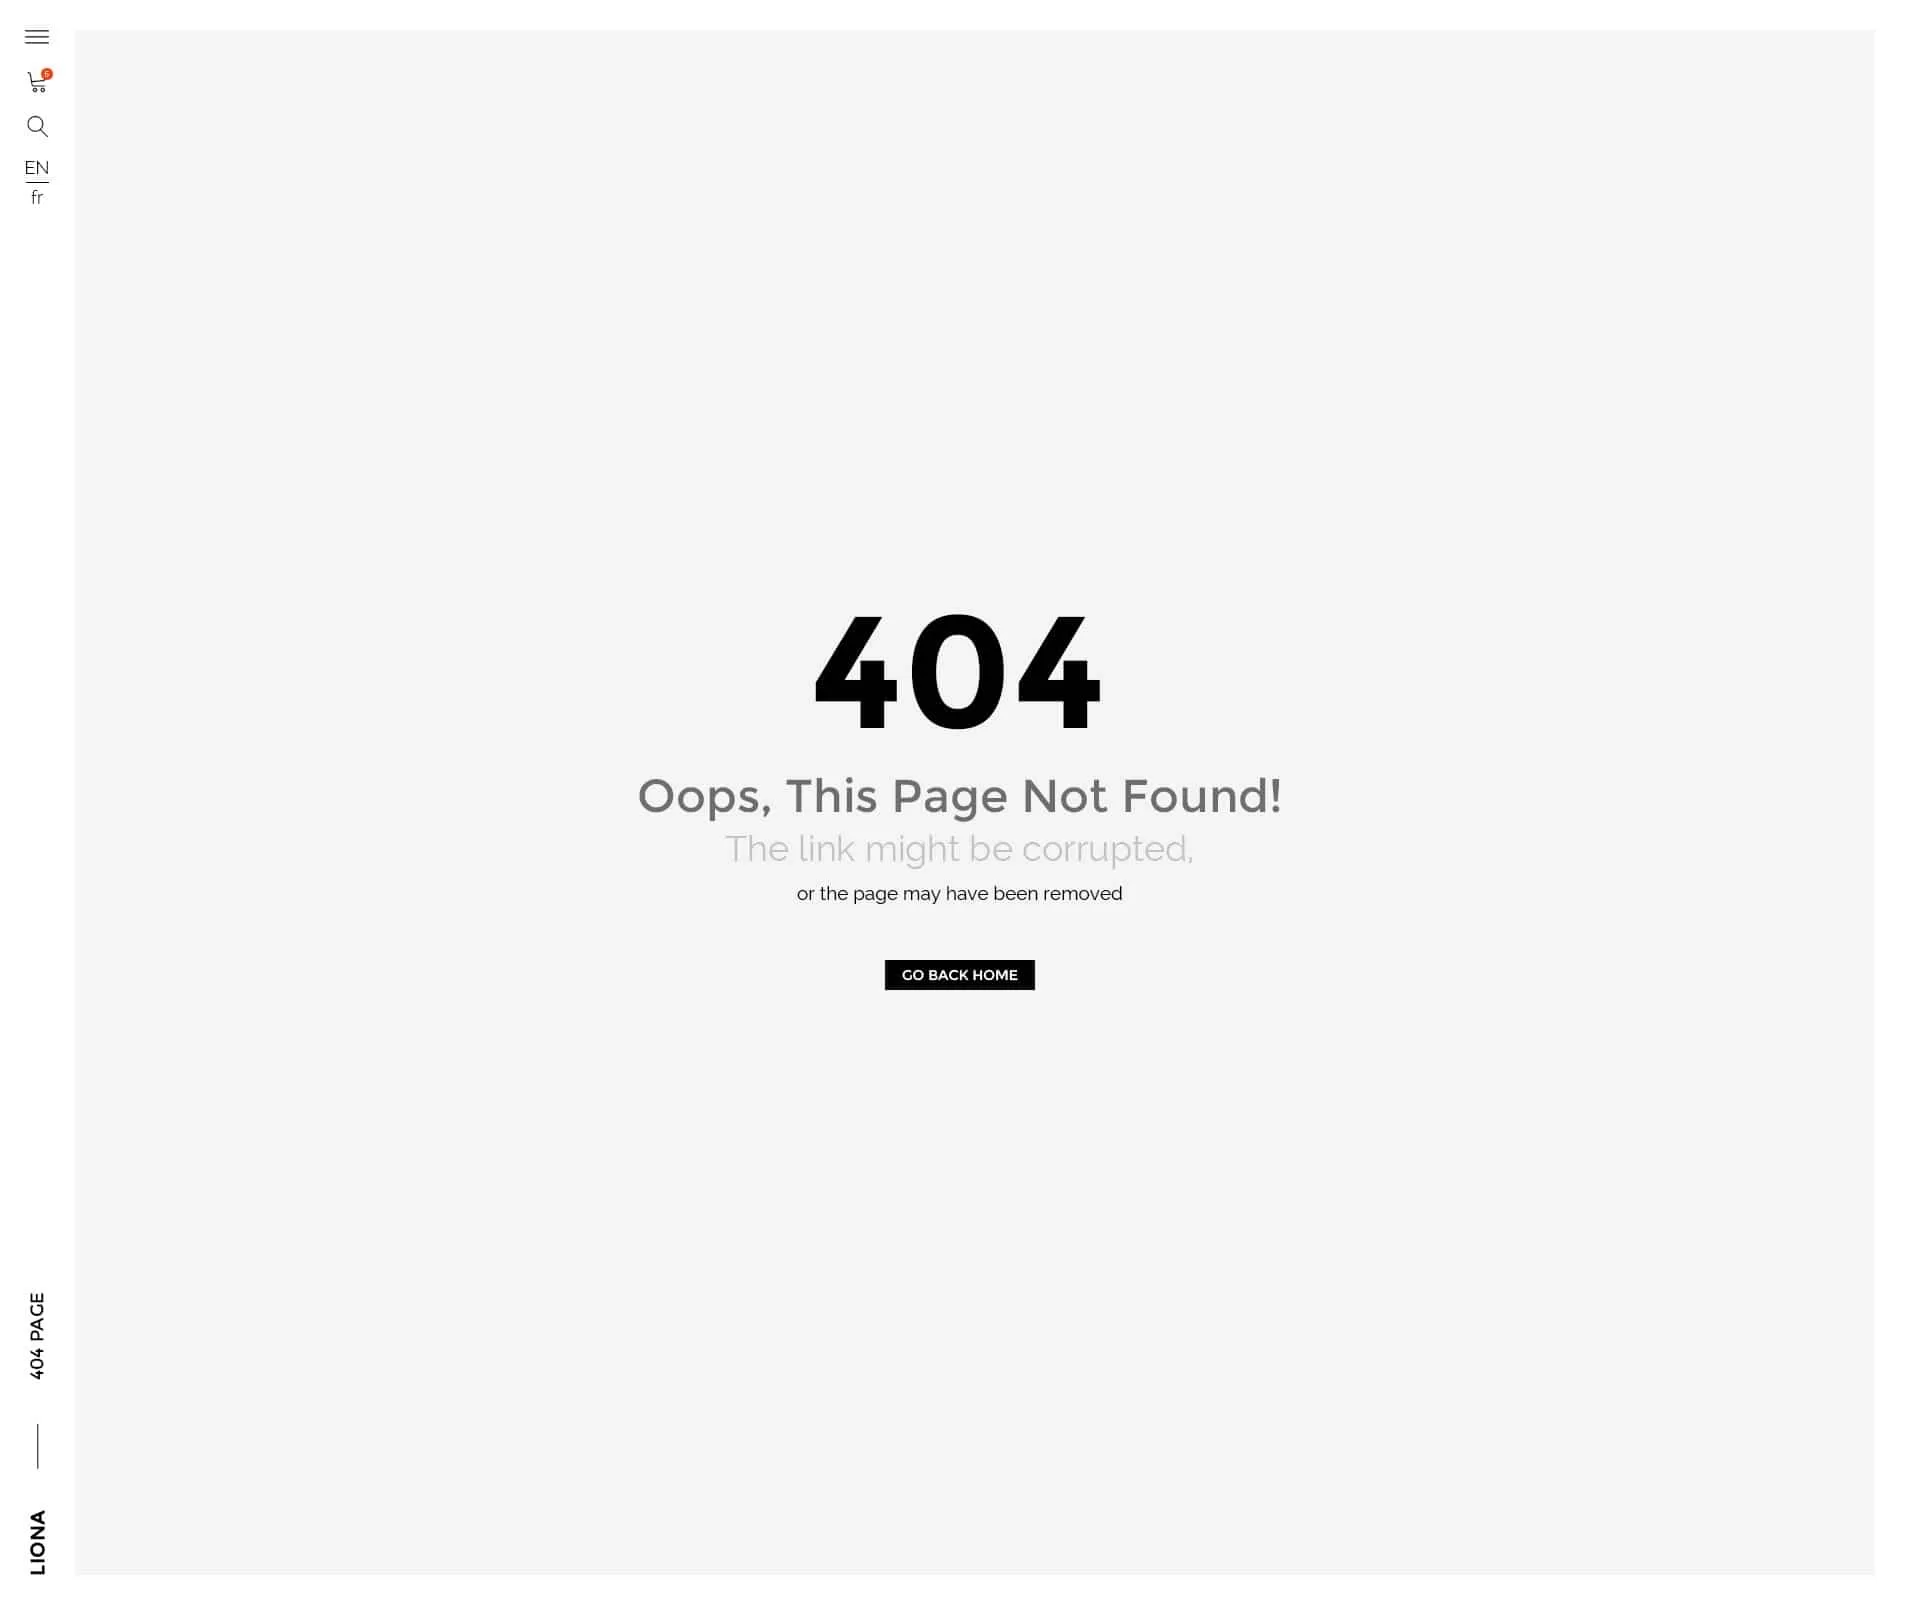 5
EN
fr
404
Oops, This Page Not Found!
The link might be corrupted,
or the page may have been removed
GO BACK HOME
404 PAGE
LIONA